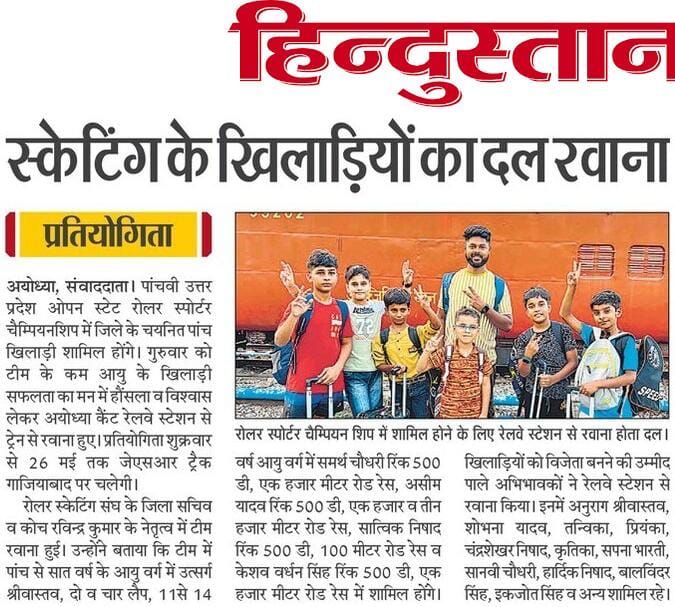 हिन्दुस्तान
स्केटिंग के खिलाड़ियों का दल रवाना
प्रतियोगिता
अयोध्या, संवाददाता। पांचवी उत्तर
प्रदेश ओपन स्टेट रोलर स्पोर्टर
चैम्पियनशिप में जिले के चयनित पांच
खिलाड़ी शामिल होंगे। गुरुवार को
टीम के कम आयु के खिलाड़ी
सफलता का मन में हौंसला व विश्वास
लेकर अयोध्या कैंट रेलवे स्टेशन से
ट्रेन से रवाना हुए। प्रतियोगिता शुक्रवार
से 26 मई तक जेएसआर ट्रैक
गाजियाबाद पर चलेगी।
रोलर स्केटिंग संघ के जिला सचिव
व कोच रविन्द्र कुमार के नेतृत्व में टीम
रवाना हुई। उन्होंने बताया कि टीम में
पांच से सात वर्ष के आयु वर्ग में उत्सर्ग
श्रीवास्तव, दो व चार लैप, 11से 14
72
SPEED
रोलर स्पोर्टर चैम्पियन शिप में शामिल होने के लिए रेलवे स्टेशन से रवाना होता दल।
वर्ष आयु वर्ग में समर्थ चौधरी रिंक 500
डी, एक हजार मीटर रोड रेस, असीम
यादव रिंक 500 डी, एक हजार व तीन
हजार मीटर रोड रेस, सात्विक निषाद
रिंक 500 डी, 100 मीटर रोड रेस व
केशव वर्धन सिंह रिंक 500 डी, एक
हजार मीटर रोड रेस में शामिल होंगे।
खिलाड़ियों को विजेता बनने की उम्मीद
पाले अभिभावकों ने रेलवे स्टेशन से
रवाना किया। इनमें अनुराग श्रीवास्तव,
शोभना यादव, तन्विका, प्रियंका,
चंद्रशेखर निषाद, कृतिका, सपना भारती,
सानवी चौधरी, हार्दिक निषाद, बालविंदर
सिंह, इकजोत सिंह व अन्य शामिल रहे।